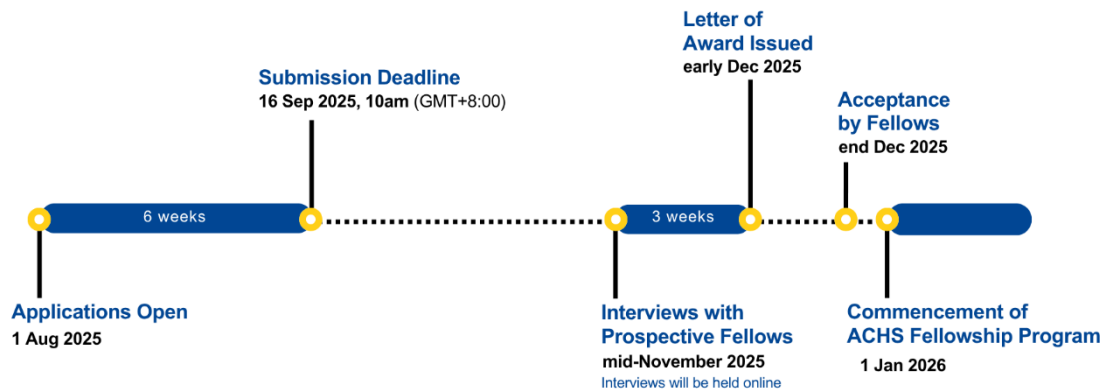 Letter of
Award Issued
early Dec 2025
Submission Deadline
16 Sep 2025, 10am (GMT+8:00)
Acceptance
by Fellows
end Dec 2025
6 weeks
3 weeks
Applications Open
1 Aug 2025
Interviews with
Prospective Fellows
mid-November 2025
Interviews will be held online
Commencement of
ACHS Fellowship Program
1 Jan 2026